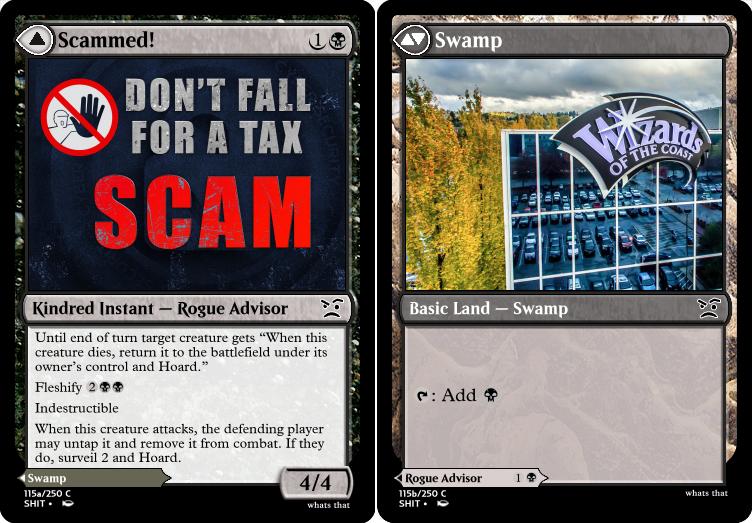 Scammed!
1
DON'T FALL
FOR A TAX
SCAM
Kindred Instant — Rogue Advisor
Until end of turn target creature gets “When this
creature dies, return it to the battlefield under its
owner's control and Hoard.”
Fleshify 2
Indestructible
When this creature attacks, the defending player
may untap it and remove it from combat. If they
do, surveil 2 and Hoard.
Swamp
4/4
115a/250 C
SHIT •
whats that
Swamp
Wizards
OF THE COAST
Basic Land — Swamp
: Add
Rogue Advisor 1
115b/250 C
SHIT •
whats that